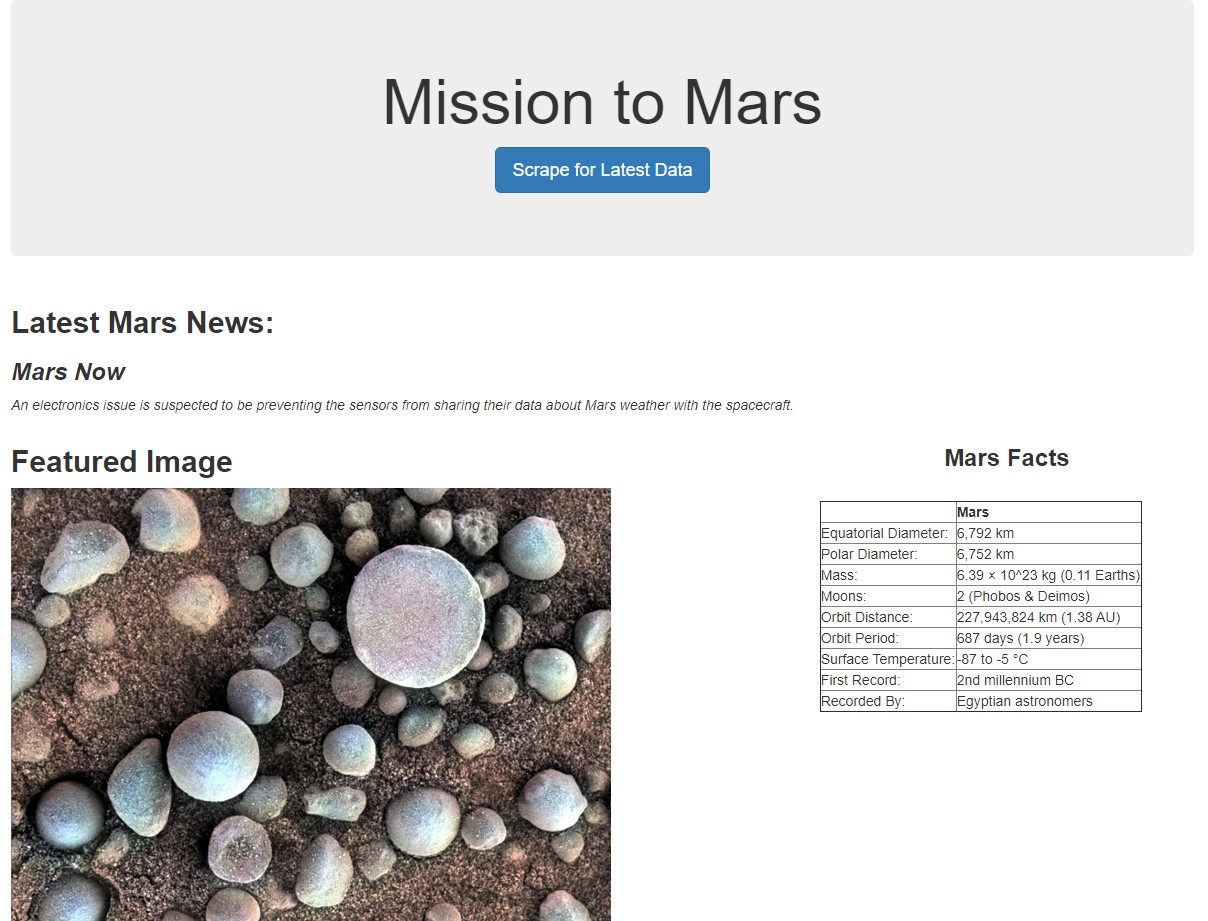 Mission to Mars
Scrape for Latest Data
Latest Mars News:
Mars Now
An electronics issue is suspected to be preventing the sensors from sharing their data about Mars weather with the spacecraft.
Featured Image
Mars Facts
Mars
Equatorial Diameter: 6,792 km
Polar Diameter: 6,752 km
Mass: 6.39 × 10^23 kg (0.11 Earths)
Moons: 2 (Phobos & Deimos)
Orbit Distance: 227,943,824 km (1.38 AU)
Orbit Period: 687 days (1.9 years)
Surface Temperature: -87 to -5 °C
First Record: 2nd millennium BC
Recorded By: Egyptian astronomers